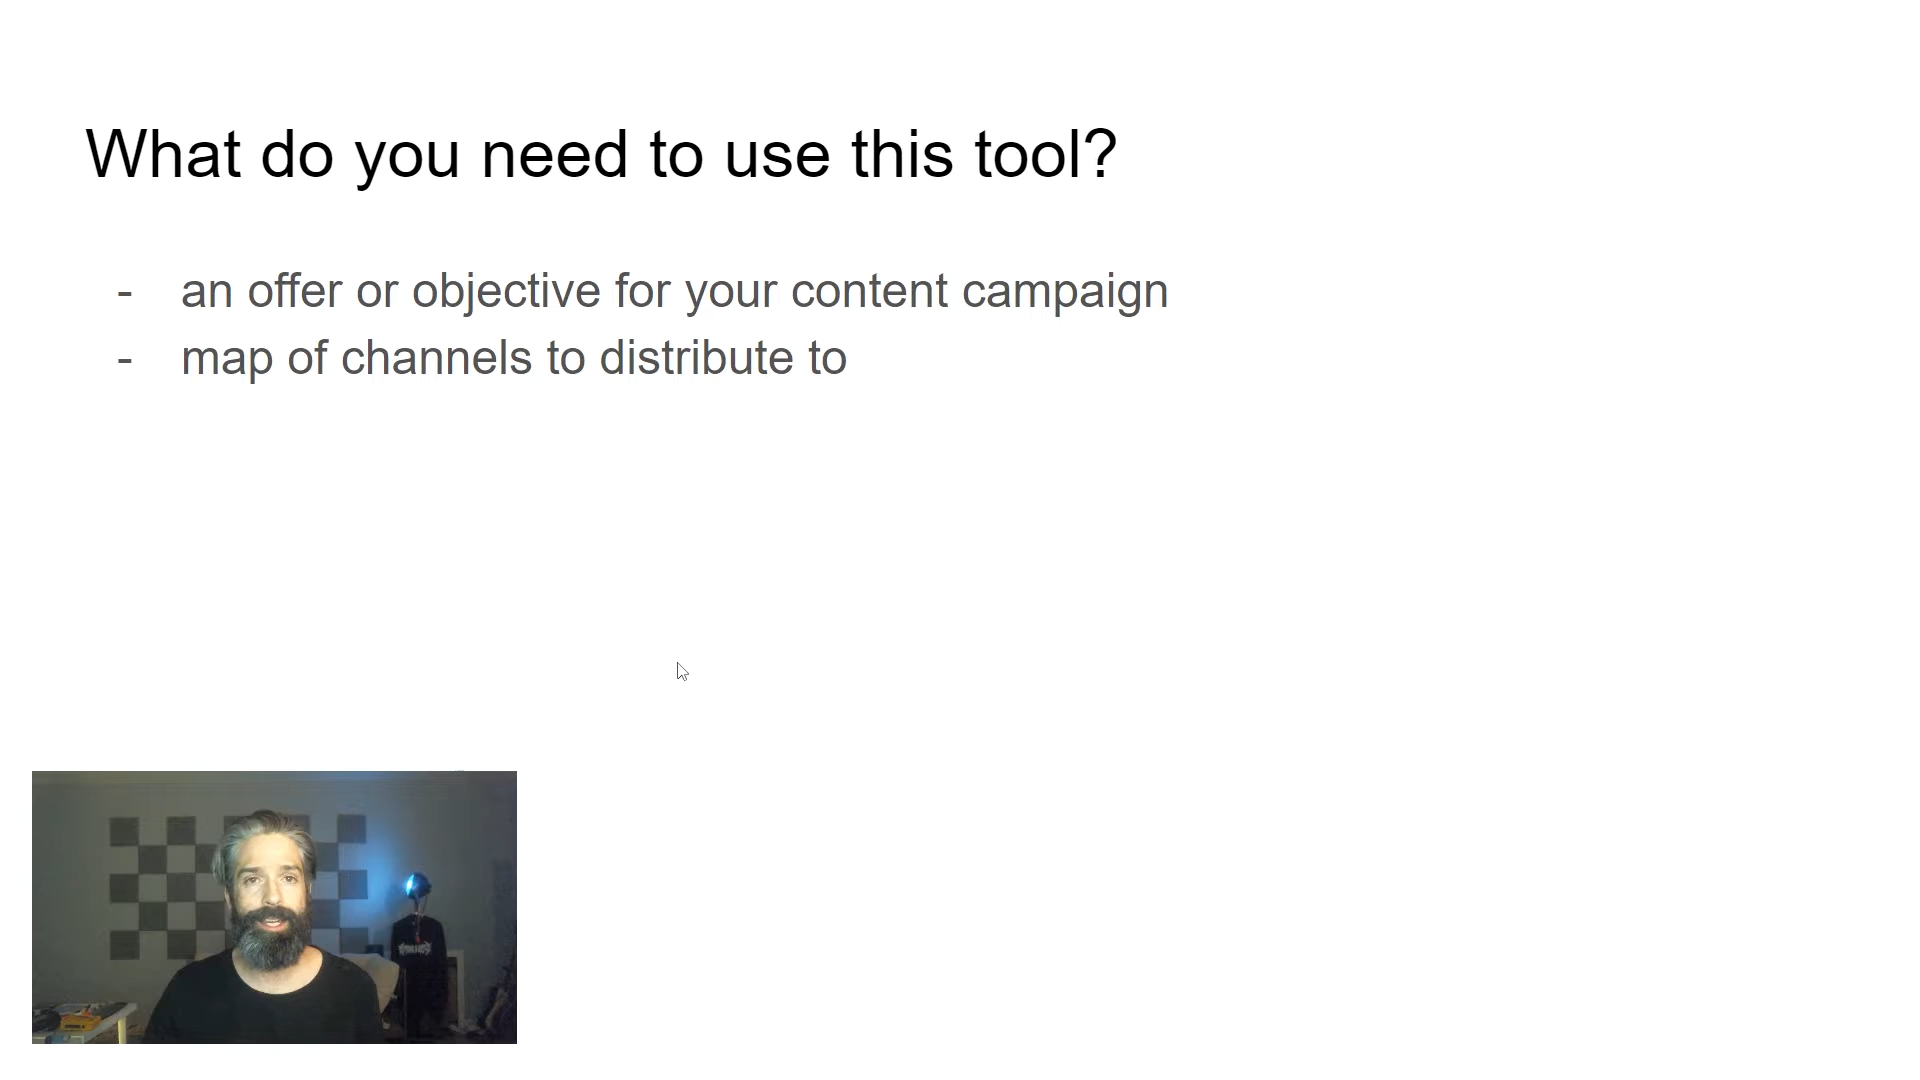 What do you need to use this tool?
- an offer or objective for your content campaign
- map of channels to distribute to